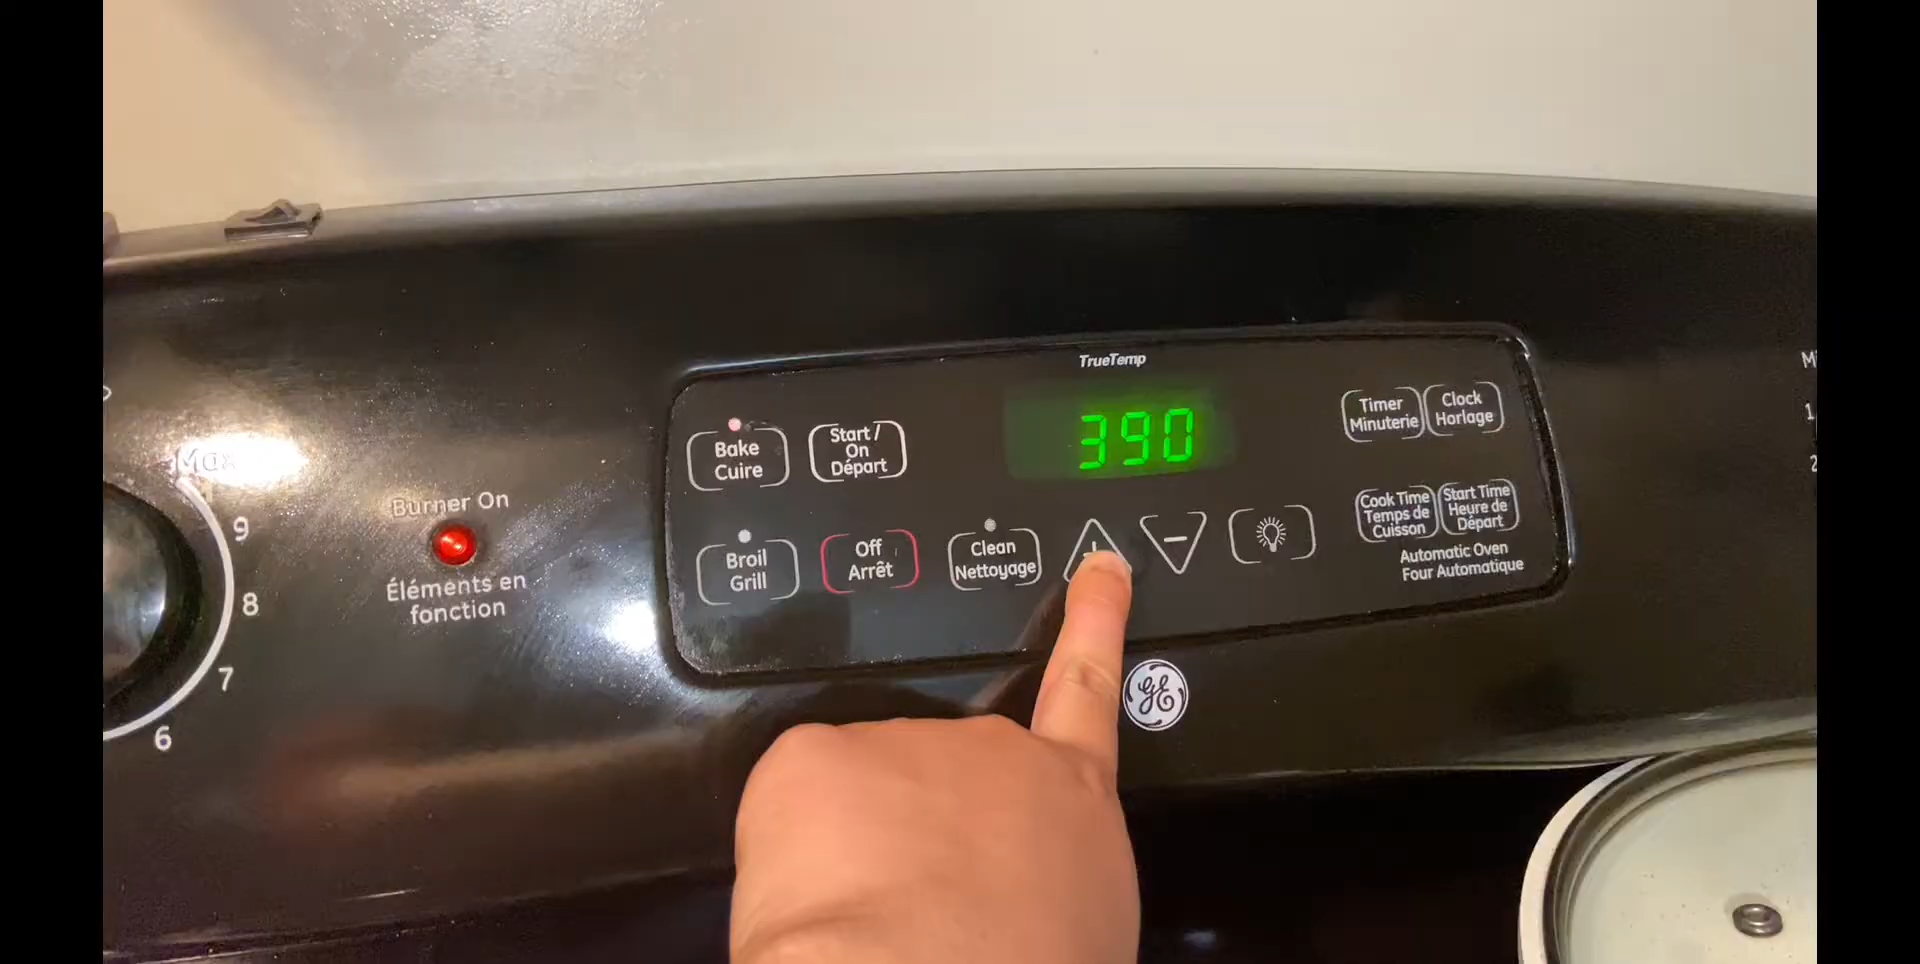 TrueTemp
390
Bake
Cuire
Start /
On
Départ
Timer
Minuterie
Clock
Horlage
Broil
Grill
Off
Arrêt
Clean
Nettoyage
+
−
Cook Time
Temps de
Cuisson
Start Time
Heure de
Départ
Automatic Oven
Four Automatique
GE
Burner On
Éléments en
fonction
Max
9
8
7
6